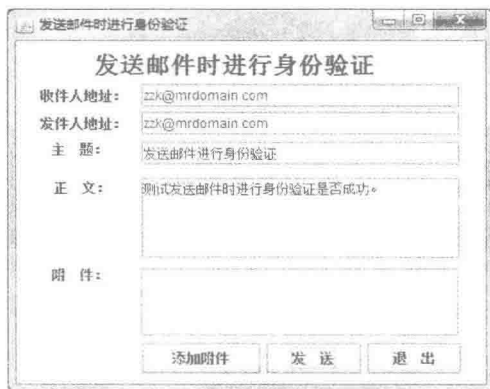 发送邮件时进行身份验证
发送邮件时进行身份验证
收件人地址： zzk@mrdomain.com
发件人地址： zzk@mrdomain.com
主 题： 发送邮件进行身份验证
正 文： 测试发送邮件时进行身份验证是否成功。
附 件：
添加附件 发 送 退 出